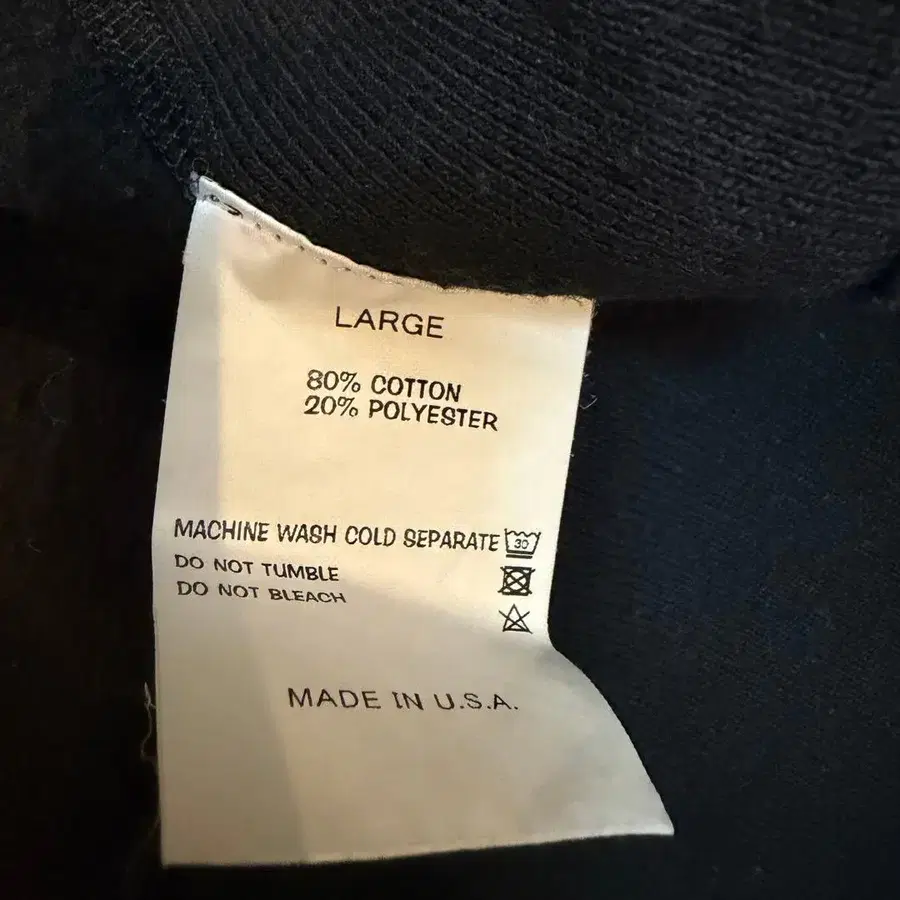 LARGE
80% COTTON
20% POLYESTER
MACHINE WASH COLD SEPARATE 30
DO NOT TUMBLE
DO NOT BLEACH
MADE IN U.S.A.